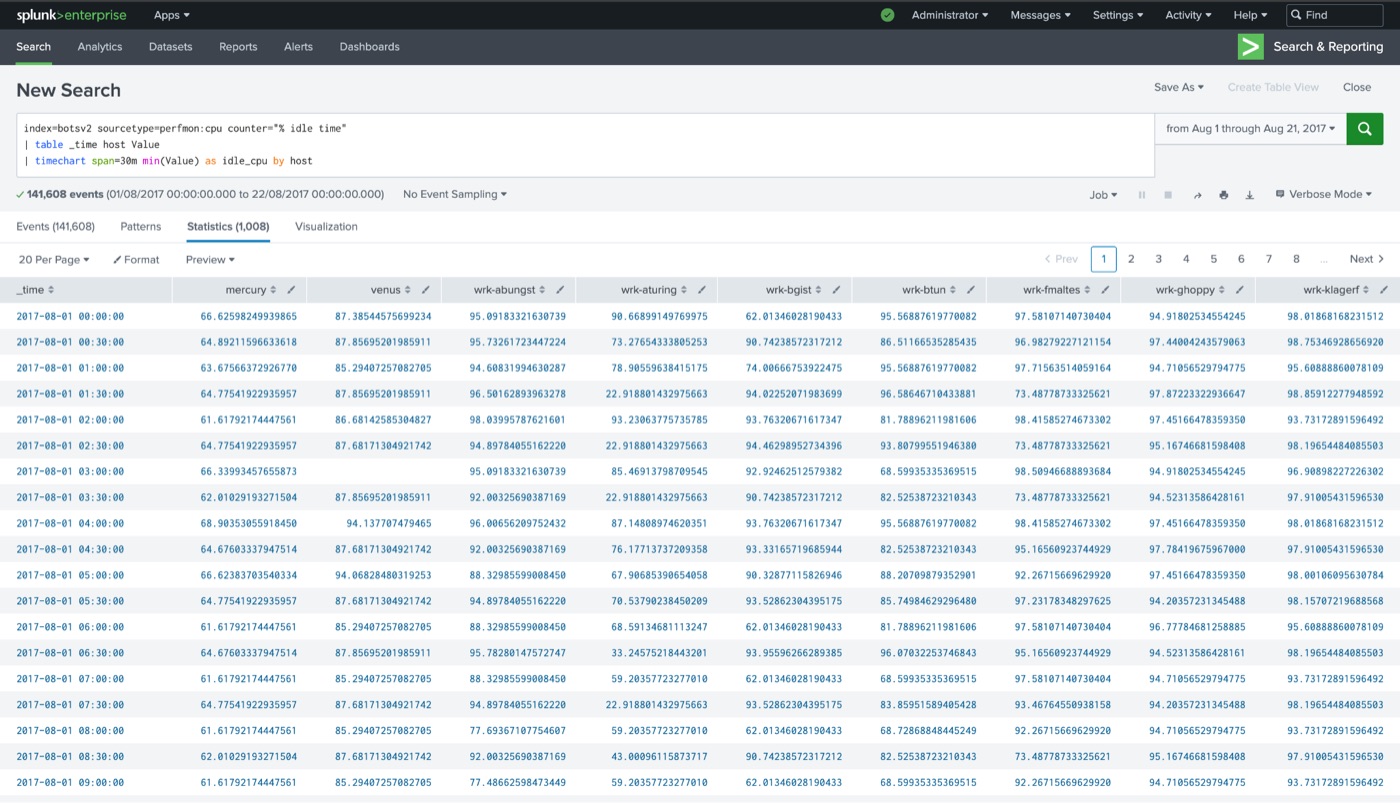 splunk>enterprise Apps Administrator Messages Settings Activity Help Find
Search Analytics Datasets Reports Alerts Dashboards > Search & Reporting
New Search Save As Create Table View Close
index=botsv2 sourcetype=perfmon:cpu counter="% idle time" from Aug 1 through Aug 21, 2017
| table _time host Value
| timechart span=30m min(Value) as idle_cpu by host
141,608 events (01/08/2017 00:00:00.000 to 22/08/2017 00:00:00.000) No Event Sampling Job Verbose Mode
Events (141,608) Patterns Statistics (1,008) Visualization
20 Per Page Format Preview < Prev 1 2 3 4 5 6 7 8 ... Next >
_time mercury venus wrk-abungst wrk-aturing wrk-bgist wrk-btun wrk-fmaltes wrk-ghoppy wrk-klagerf
2017-08-01 00:00:00 66.62598249939865 87.38544575699234 95.09183321630739 90.66899149769975 62.01346028190433 95.56887619770082 97.58107140730404 94.91802534554245 98.01868168231512
2017-08-01 00:30:00 64.89211596633618 87.85695201985911 95.73261723447224 73.27654333805253 90.74238572317212 86.51166535285435 96.98279227121154 97.44004243579063 98.75346928656920
2017-08-01 01:00:00 63.67566372926770 85.29407257082705 94.60831994630287 78.90559638415175 74.00666753922475 95.56887619770082 97.71563514059164 94.71056529794775 95.60888860078109
2017-08-01 01:30:00 64.77541922935957 87.85695201985911 96.50162893963278 22.918801432975663 94.02252071983699 96.58646710433881 73.48778733325621 97.87223322936647 98.85912277948592
2017-08-01 02:00:00 61.61792174447561 86.68142585304827 98.03995787621601 93.23063775735785 93.76320671617347 81.78896211981606 98.41585274673302 97.45166478359350 93.73172891596492
2017-08-01 02:30:00 64.77541922935957 87.68171304921742 94.89784055162220 22.918801432975663 94.46298952734396 93.80799551946380 73.48778733325621 95.16746681598408 98.19654484085503
2017-08-01 03:00:00 66.33993457655873 95.09183321630739 85.46913798709545 92.92462512579382 68.59935335369515 98.50946688893684 94.91802534554245 96.90898227226302
2017-08-01 03:30:00 62.01029193271504 87.85695201985911 92.00325690387169 22.918801432975663 90.74238572317212 82.52538723210343 73.48778733325621 94.52313586428161 97.91005431596530
2017-08-01 04:00:00 68.90353055918450 94.137707479465 96.00656209752432 87.14808974620351 93.76320671617347 95.56887619770082 98.41585274673302 97.45166478359350 98.01868168231512
2017-08-01 04:30:00 64.67603337947514 87.68171304921742 92.00325690387169 76.17713737209358 93.33165719685944 82.52538723210343 95.16560923744929 97.78419675967000 97.91005431596530
2017-08-01 05:00:00 66.62383703540334 94.06828480319253 88.32985599008450 67.90685390654058 90.32877115826946 88.20709879352901 92.26715669629920 97.45166478359350 98.00106095630784
2017-08-01 05:30:00 64.77541922935957 87.68171304921742 94.89784055162220 70.53790238450209 93.52862304395175 85.74984629296480 97.23178348297625 94.20357231345488 98.15707219688568
2017-08-01 06:00:00 61.61792174447561 85.29407257082705 88.32985599008450 68.59134681113247 62.01346028190433 81.78896211981606 97.58107140730404 96.77784681258885 95.60888860078109
2017-08-01 06:30:00 64.67603337947514 87.85695201985911 95.78280147572747 33.24575218443201 93.95596266289385 96.07032253746843 95.16560923744929 94.52313586428161 98.19654484085503
2017-08-01 07:00:00 61.61792174447561 85.29407257082705 88.32985599008450 59.20357723277010 62.01346028190433 68.59935335369515 97.58107140730404 94.71056529794775 93.73172891596492
2017-08-01 07:30:00 64.77541922935957 87.68171304921742 94.89784055162220 22.918801432975663 93.52862304395175 83.85951589405428 93.46764550938158 94.20357231345488 98.19654484085503
2017-08-01 08:00:00 61.61792174447561 85.29407257082705 77.69367107754607 59.20357723277010 62.01346028190433 68.72868848445249 92.26715669629920 94.71056529794775 93.73172891596492
2017-08-01 08:30:00 62.01029193271504 87.68171304921742 92.00325690387169 43.00096115873717 90.74238572317212 82.52538723210343 73.48778733325621 95.16746681598408 97.91005431596530
2017-08-01 09:00:00 61.61792174447561 85.29407257082705 77.48662598473449 59.20357723277010 62.01346028190433 68.59935335369515 92.26715669629920 94.71056529794775 93.73172891596492